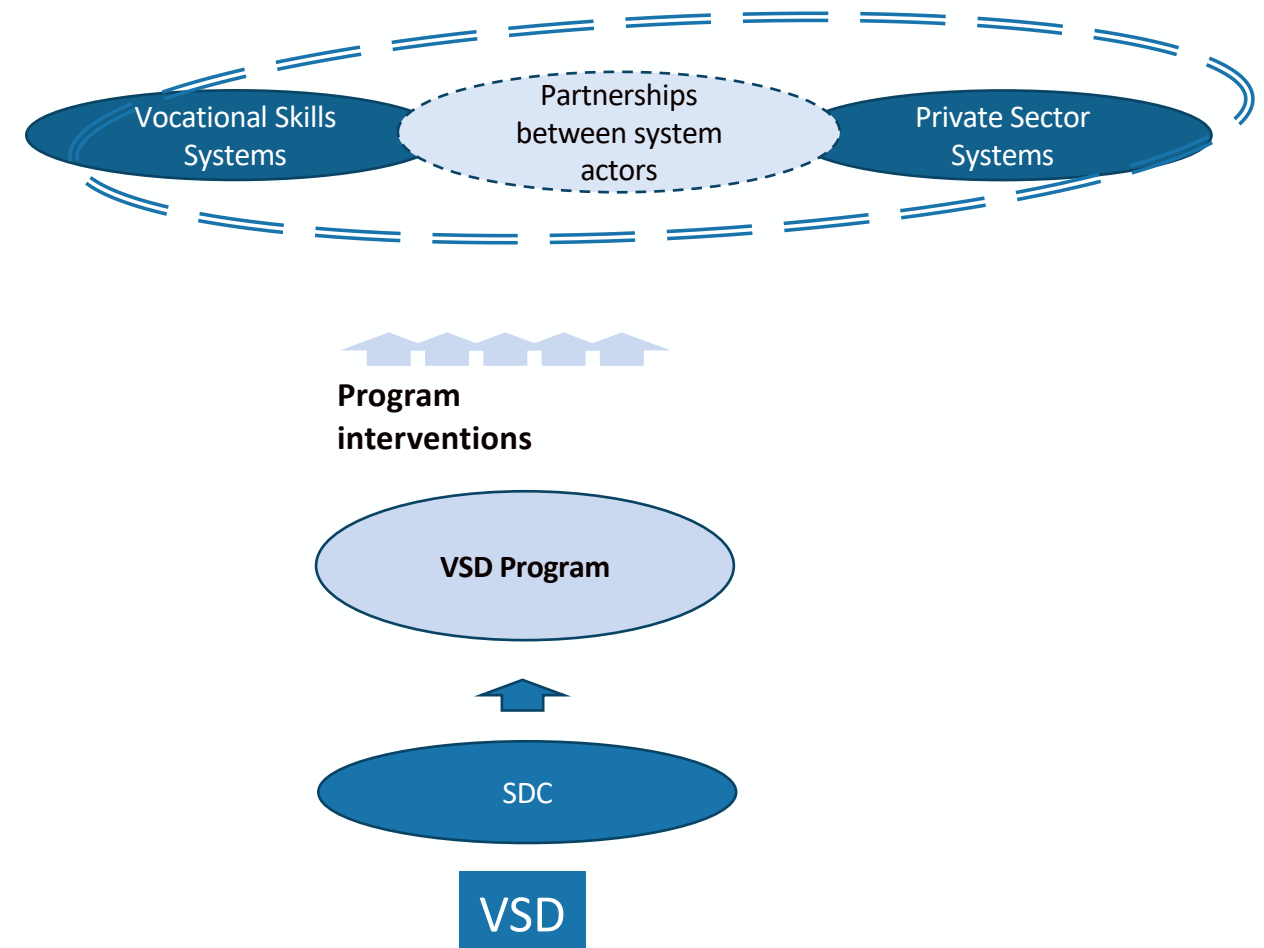 Vocational Skills
Systems
Partnerships
between system
actors
Private Sector
Systems
Program
interventions
VSD Program
SDC
VSD